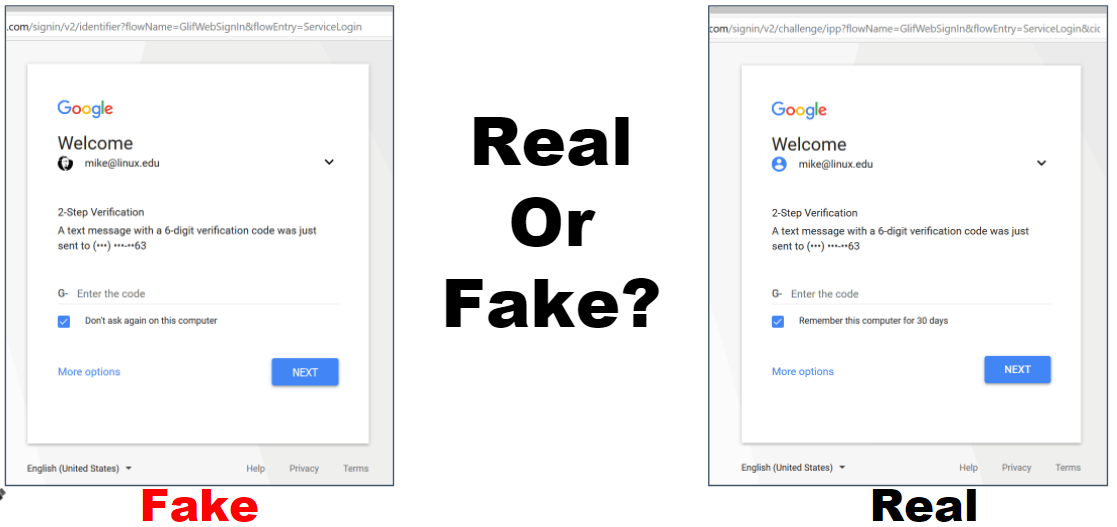 .com/signin/v2/identifier?flowName=GlifWebSignIn&flowEntry=ServiceLogin
Google
Welcome
mike@linux.edu
2-Step Verification
A text message with a 6-digit verification code was just
sent to (•••) •••-••63
G- Enter the code
Don't ask again on this computer
More options
NEXT
English (United States)
Help
Privacy
Terms
Fake
Real
Or
Fake?
com/signin/v2/challenge/ipp?flowName=GlifWebSignIn&flowEntry=ServiceLogin&cic
Google
Welcome
mike@linux.edu
2-Step Verification
A text message with a 6-digit verification code was just
sent to (•••) •••-••63
G- Enter the code
Remember this computer for 30 days
More options
NEXT
English (United States)
Help
Privacy
Terms
Real